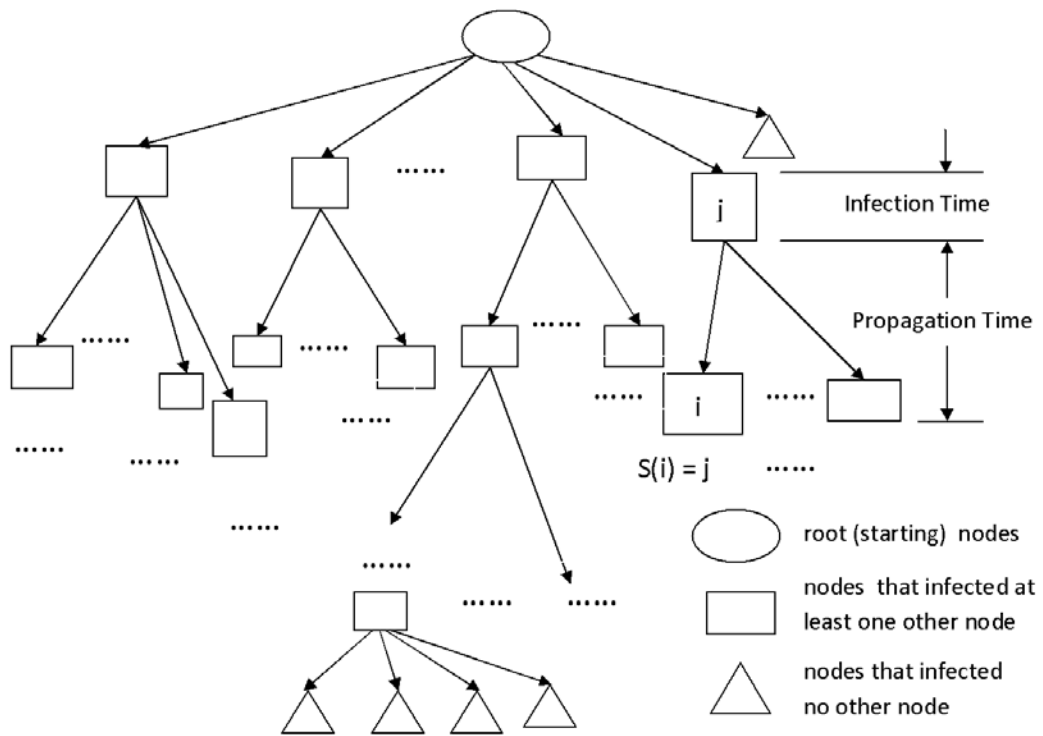 ......
j
Infection Time
......
......
......
Propagation Time
......
......
i
......
......
......
S(i) = j
......
......
root (starting) nodes
......
nodes that infected at
least one other node
......
......
nodes that infected
no other node